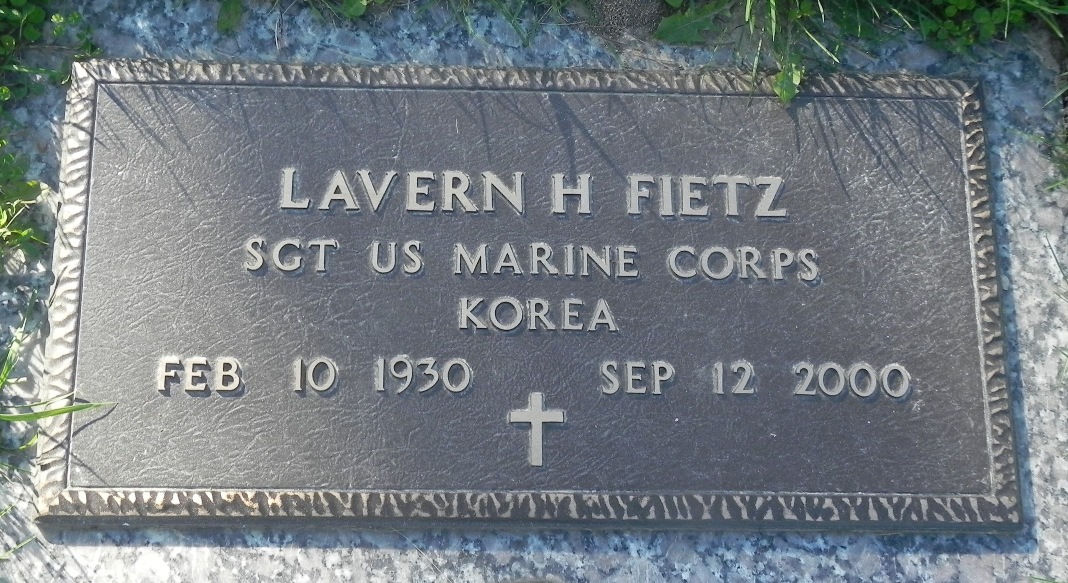 LAVERN H FIETZ
SGT US MARINE CORPS
KOREA
FEB 10 1930 SEP 12 2000